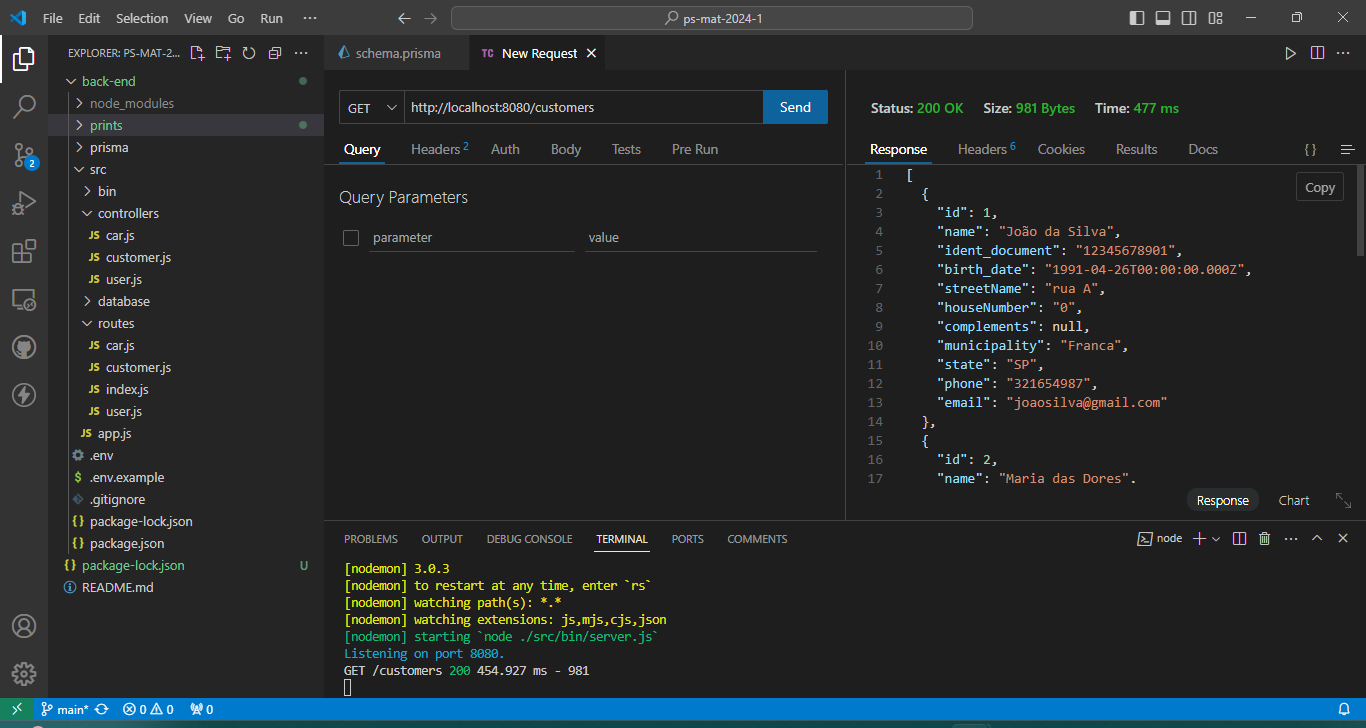 File Edit Selection View Go Run ··· ps-mat-2024-1
EXPLORER: PS-MAT-2... ···
back-end
node_modules
prints
prisma
src
bin
controllers
JS car.js
JS customer.js
JS user.js
database
routes
JS car.js
JS customer.js
JS index.js
JS user.js
JS app.js
.env
$ .env.example
.gitignore
{} package-lock.json
{} package.json
{} package-lock.json U
README.md
2
schema.prisma TC New Request
GET http://localhost:8080/customers Send
Query Headers 2 Auth Body Tests Pre Run
Query Parameters
parameter value
Status: 200 OK Size: 981 Bytes Time: 477 ms
Response Headers 6 Cookies Results Docs { }
Copy
1 [
2 {
3 "id": 1,
4 "name": "João da Silva",
5 "ident_document": "12345678901",
6 "birth_date": "1991-04-26T00:00:00.000Z",
7 "streetName": "rua A",
8 "houseNumber": "0",
9 "complements": null,
10 "municipality": "Franca",
11 "state": "SP",
12 "phone": "321654987",
13 "email": "joaosilva@gmail.com"
14 },
15 {
16 "id": 2,
17 "name": "Maria das Dores",
Response Chart
PROBLEMS OUTPUT DEBUG CONSOLE TERMINAL PORTS COMMENTS node ···
[nodemon] 3.0.3
[nodemon] to restart at any time, enter `rs`
[nodemon] watching path(s): *.*
[nodemon] watching extensions: js,mjs,cjs,json
[nodemon] starting `node ./src/bin/server.js`
Listening on port 8080.
GET /customers 200 454.927 ms - 981
main* 0 0 0